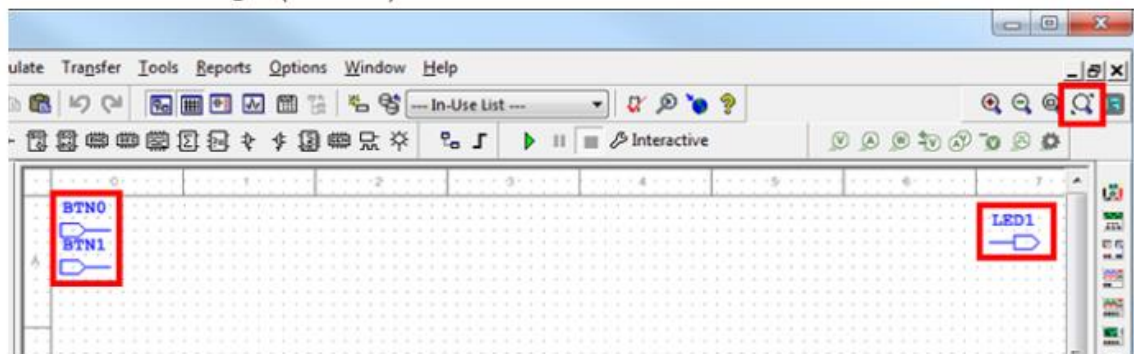 ulate Transfer Tools Reports Options Window Help
--- In-Use List ---
Interactive
0 1 2 3 4 5 6 7
BTN0
BTN1
LED1
A